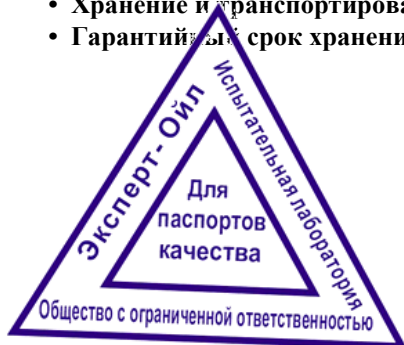 • Хранение и транспортирова
• Гарантийный срок хранени
Эксперт-Ойл
Испытательная лаборатория
Для
паспортов
качества
Общество с ограниченной ответственностью